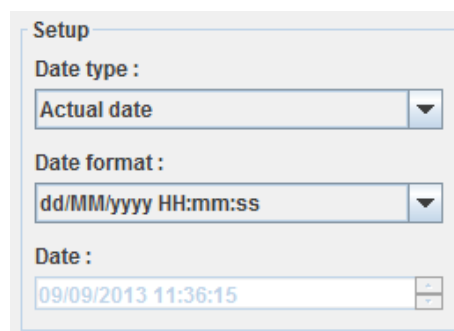 Setup
Date type :
Actual date
Date format :
dd/MM/yyyy HH:mm:ss
Date :
09/09/2013 11:36:15